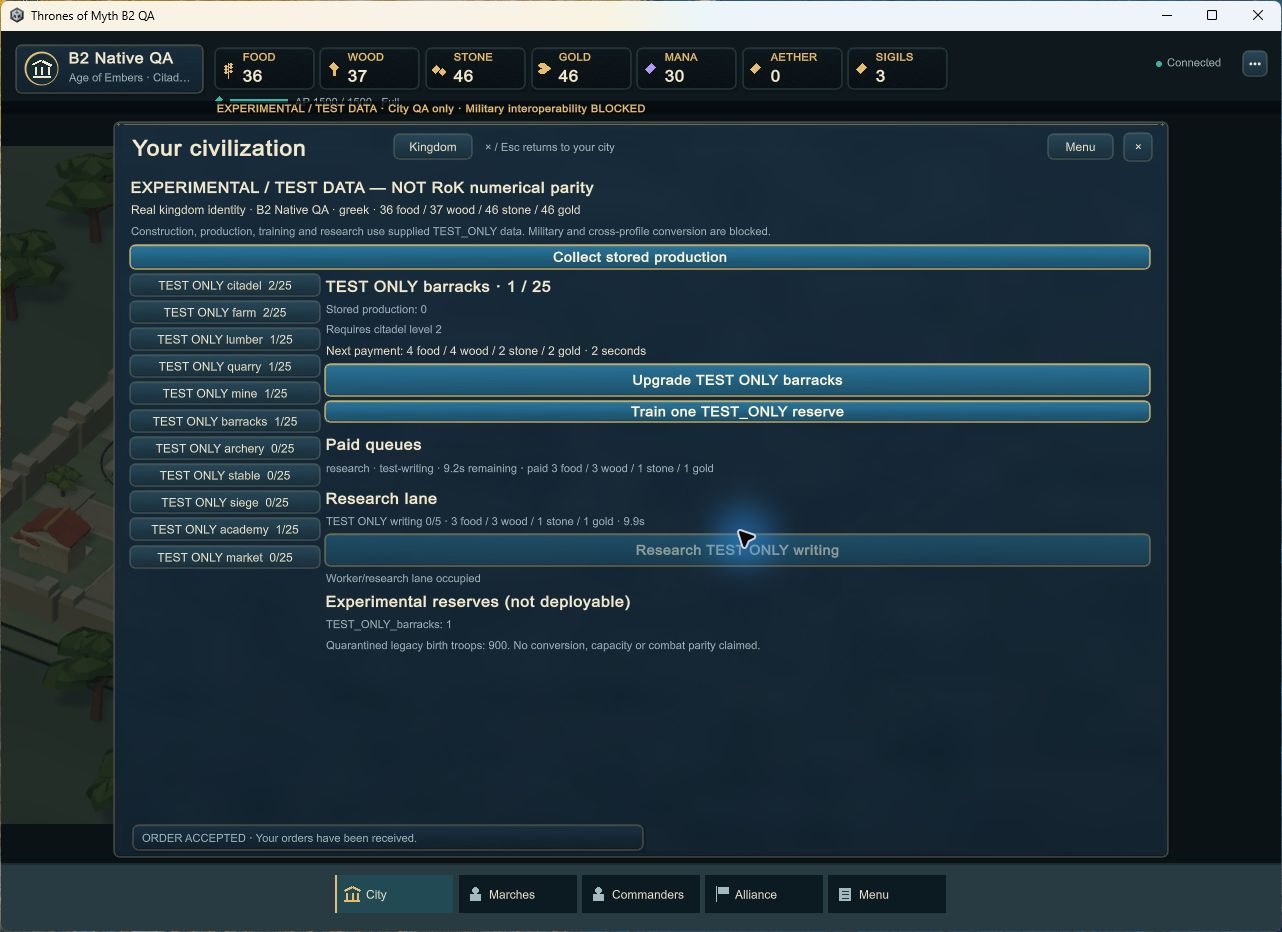 Thrones of Myth B2 QA
B2 Native QA
Age of Embers · Citad...
FOOD
36
WOOD
37
STONE
46
GOLD
46
MANA
30
AETHER
0
SIGILS
3
Connected
AP 1500 / 1500 · Full
EXPERIMENTAL / TEST DATA · City QA only · Military interoperability BLOCKED
Your civilization
Kingdom
× / Esc returns to your city
Menu
×
EXPERIMENTAL / TEST DATA — NOT RoK numerical parity
Real kingdom identity · B2 Native QA · greek · 36 food / 37 wood / 46 stone / 46 gold
Construction, production, training and research use supplied TEST_ONLY data. Military and cross-profile conversion are blocked.
Collect stored production
TEST ONLY citadel 2/25
TEST ONLY farm 2/25
TEST ONLY lumber 1/25
TEST ONLY quarry 1/25
TEST ONLY mine 1/25
TEST ONLY barracks 1/25
TEST ONLY archery 0/25
TEST ONLY stable 0/25
TEST ONLY siege 0/25
TEST ONLY academy 1/25
TEST ONLY market 0/25
TEST ONLY barracks · 1 / 25
Stored production: 0
Requires citadel level 2
Next payment: 4 food / 4 wood / 2 stone / 2 gold · 2 seconds
Upgrade TEST ONLY barracks
Train one TEST_ONLY reserve
Paid queues
research · test-writing · 9.2s remaining · paid 3 food / 3 wood / 1 stone / 1 gold
Research lane
TEST ONLY writing 0/5 · 3 food / 3 wood / 1 stone / 1 gold · 9.9s
Research TEST ONLY writing
Worker/research lane occupied
Experimental reserves (not deployable)
TEST_ONLY_barracks: 1
Quarantined legacy birth troops: 900. No conversion, capacity or combat parity claimed.
ORDER ACCEPTED · Your orders have been received.
City
Marches
Commanders
Alliance
Menu